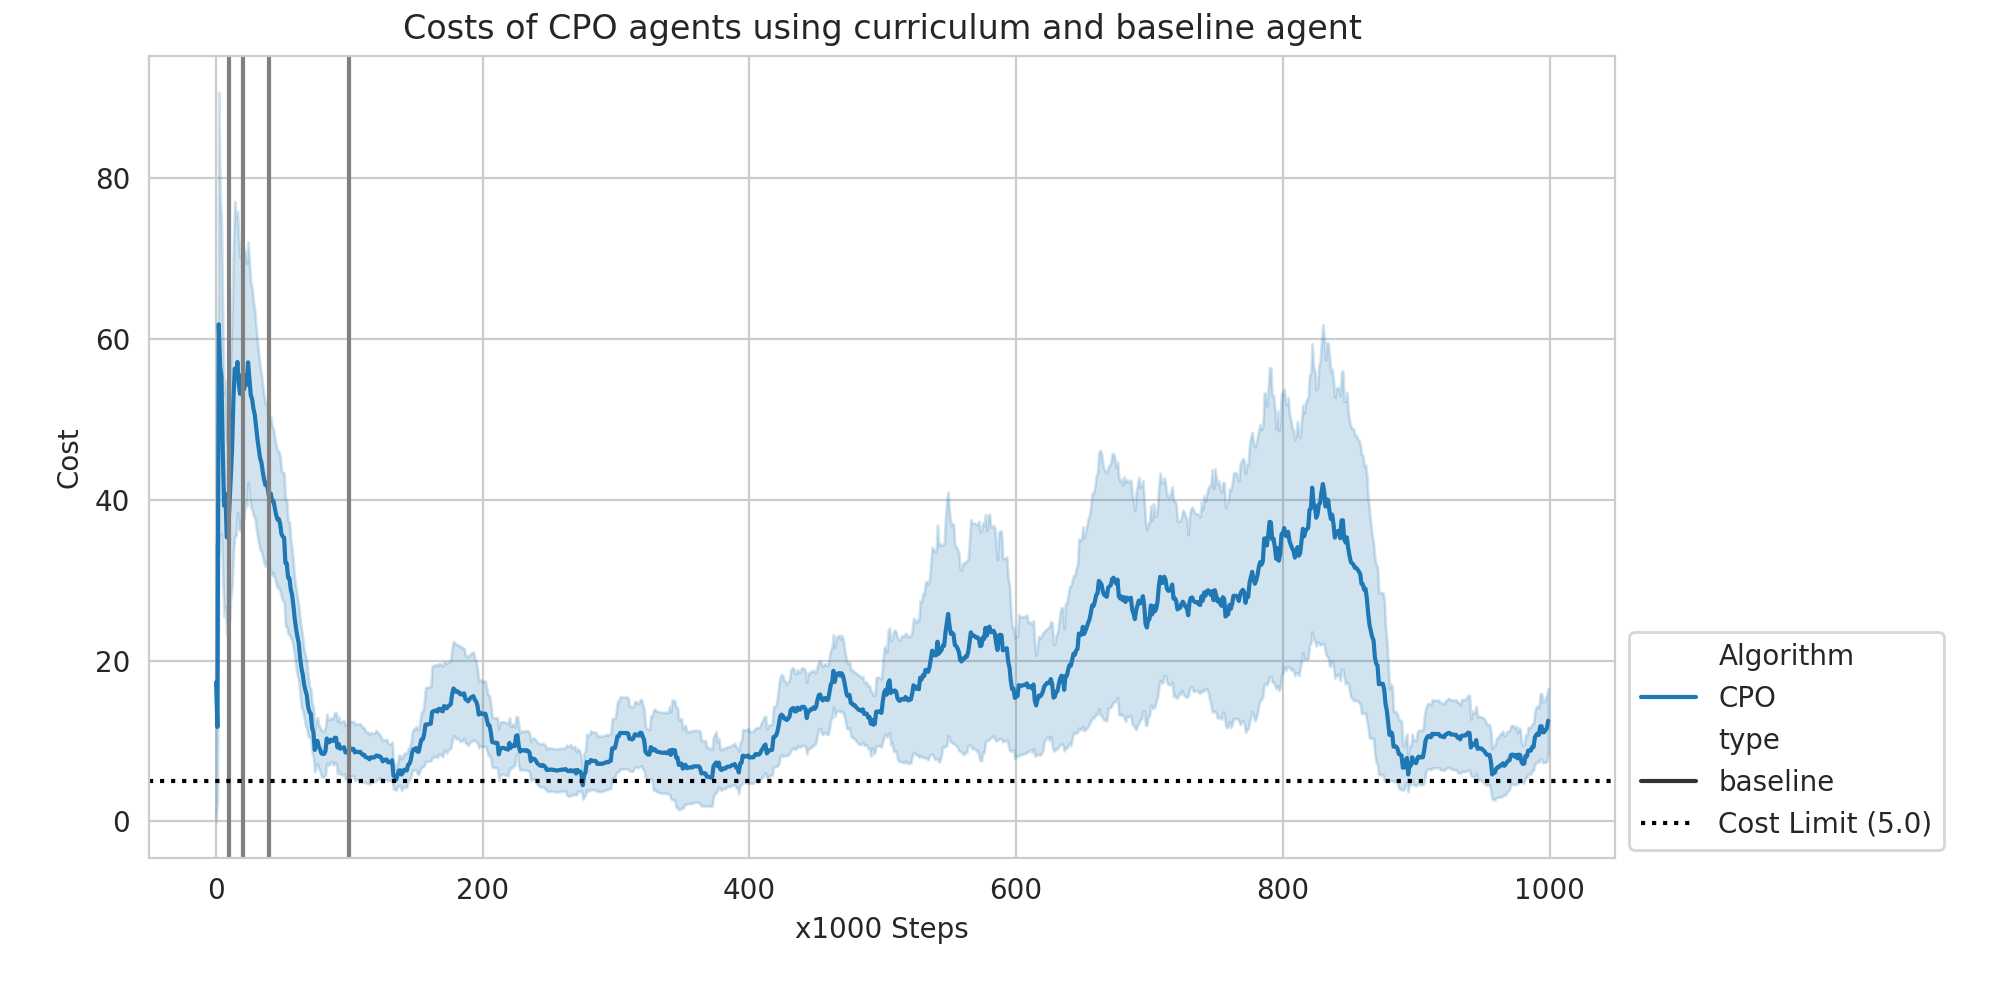 Costs of CPO agents using curriculum and baseline agent
80
60
40
20
0
Cost
0 200 400 600 800 1000
x1000 Steps
Algorithm
CPO
type
baseline
Cost Limit (5.0)